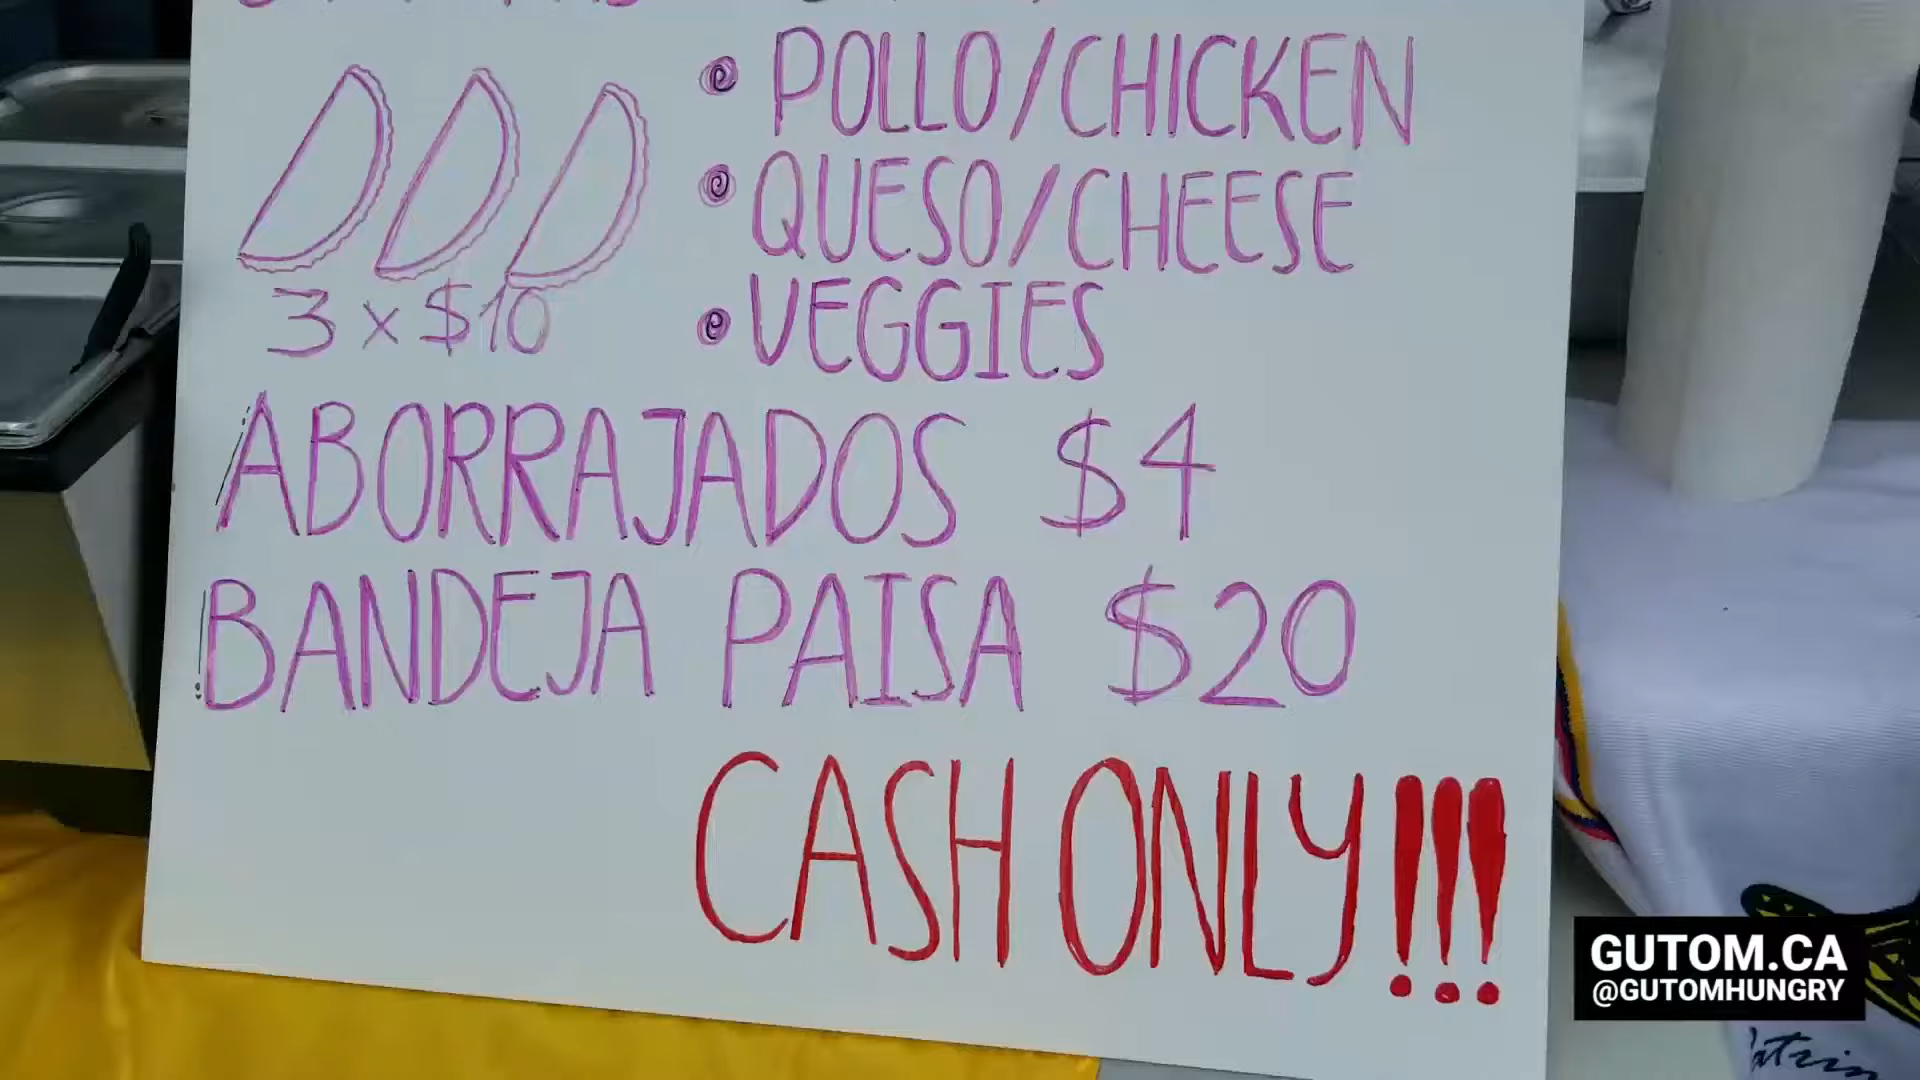 • POLLO/CHICKEN
• QUESO/CHEESE
3 x $10
• VEGGIES
ABORRAJADOS $4
BANDEJA PAISA $20
CASH ONLY!!!
GUTOM.CA
@GUTOMHUNGRY